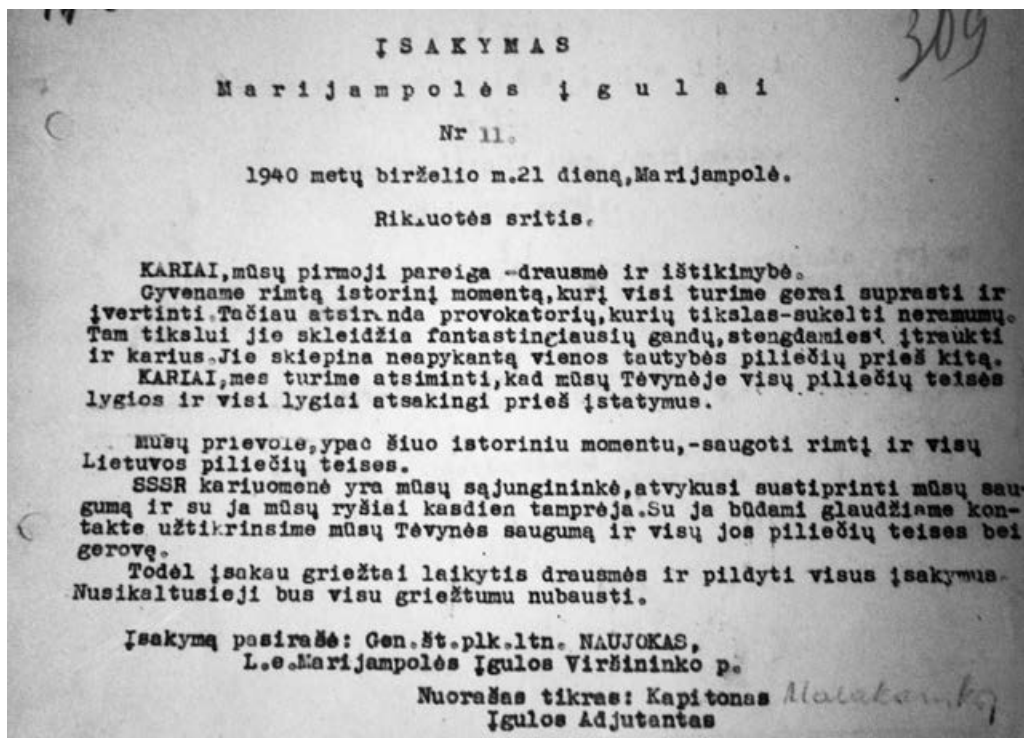 309
ĮSAKYMAS
Marijampolės įgulai
Nr 11.
1940 metų birželio m.21 dieną,Marijampolė.
Rikiuotės sritis.
KARIAI,mūsų pirmoji pareiga -drausmė ir ištikimybė.
Gyvename rimtą istorinį momentą,kurį visi turime gerai suprasti ir
įvertinti.Tačiau atsiranda provokatorių,kurių tikslas-sukelti neramumų.
Tam tikslui jie skleidžia fantastingiausių gandų,stengdamiesi įtraukti
ir karius.Jie skiepina neapykantą vienos tautybės piliečių prieš kitą.
KARIAI,mes turime atsiminti,kad mūsų Tėvynėje visų piliečių teisės
lygios ir visi lygiai atsakingi prieš įstatymus.
Mūsų prievolė,ypač šiuo istoriniu momentu,-saugoti rimtį ir visų
Lietuvos piliečių teises.
SSSR kariuomenė yra mūsų sąjungininkė,atvykusi sustiprinti mūsų sau-
gumą ir su ja mūsų ryšiai kasdien tamprėja.Su ja būdami glaudžiame kon-
takte užtikrinsime mūsų Tėvynės saugumą ir visų jos piliečių teises bei
gerovę.
Todėl įsakau griežtai laikytis drausmės ir pildyti visus įsakymus.
Nusikaltusieji bus visu griežtumu nubausti.
Įsakymą pasirašė: Gen.št.plk.ltn. NAUJOKAS,
L.e.Marijampolės Įgulos Viršininko p.
Nuorašas tikras: Kapitonas
Įgulos Adjutantas